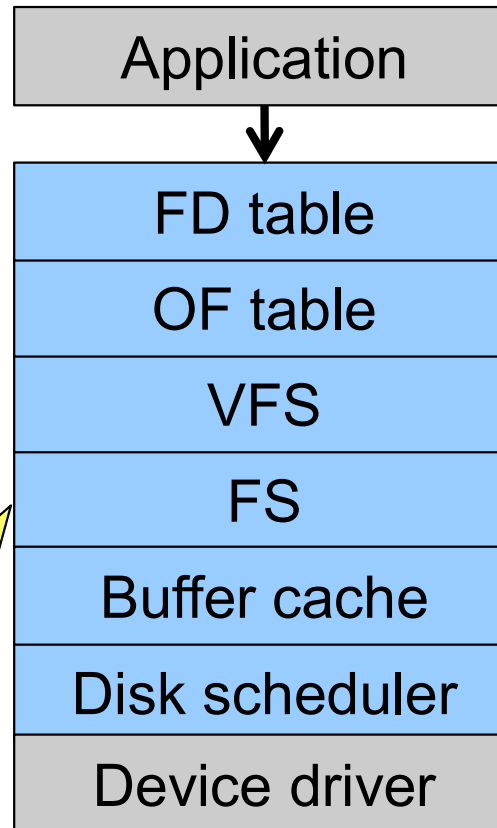 Application
FD table
OF table
VFS
FS
Buffer cache
Disk scheduler
Device driver